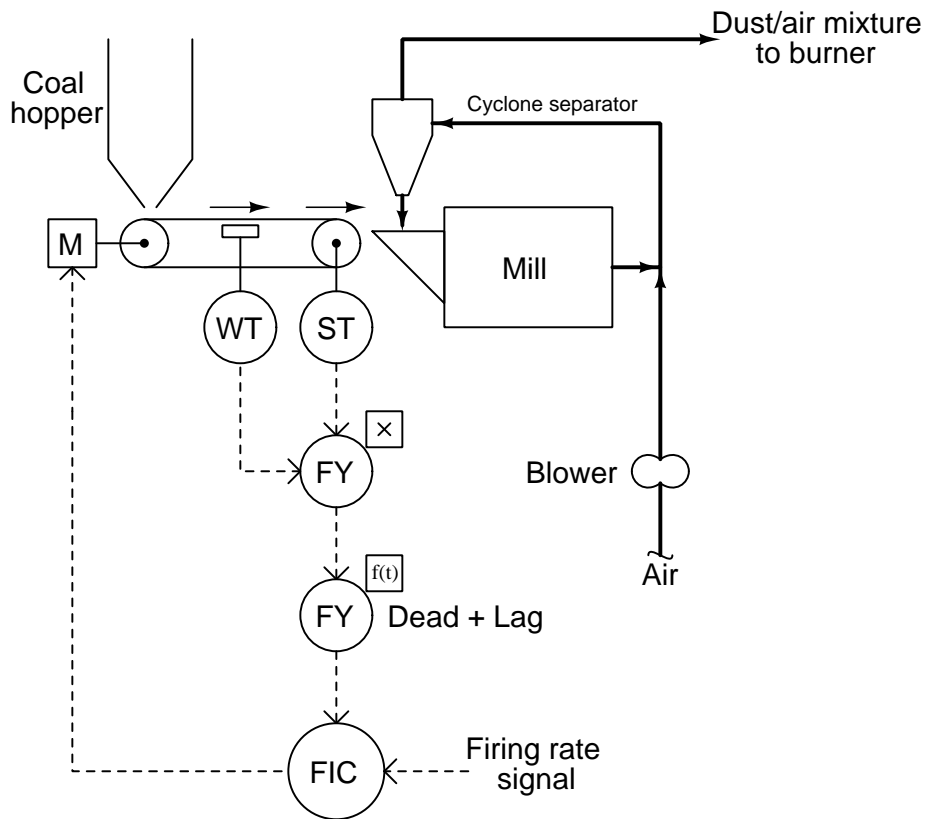 Dust/air mixture
to burner
Coal
hopper
Cyclone separator
M
Mill
WT
ST
×
FY
Blower
f(t)
Air
FY
Dead + Lag
Firing rate
signal
FIC